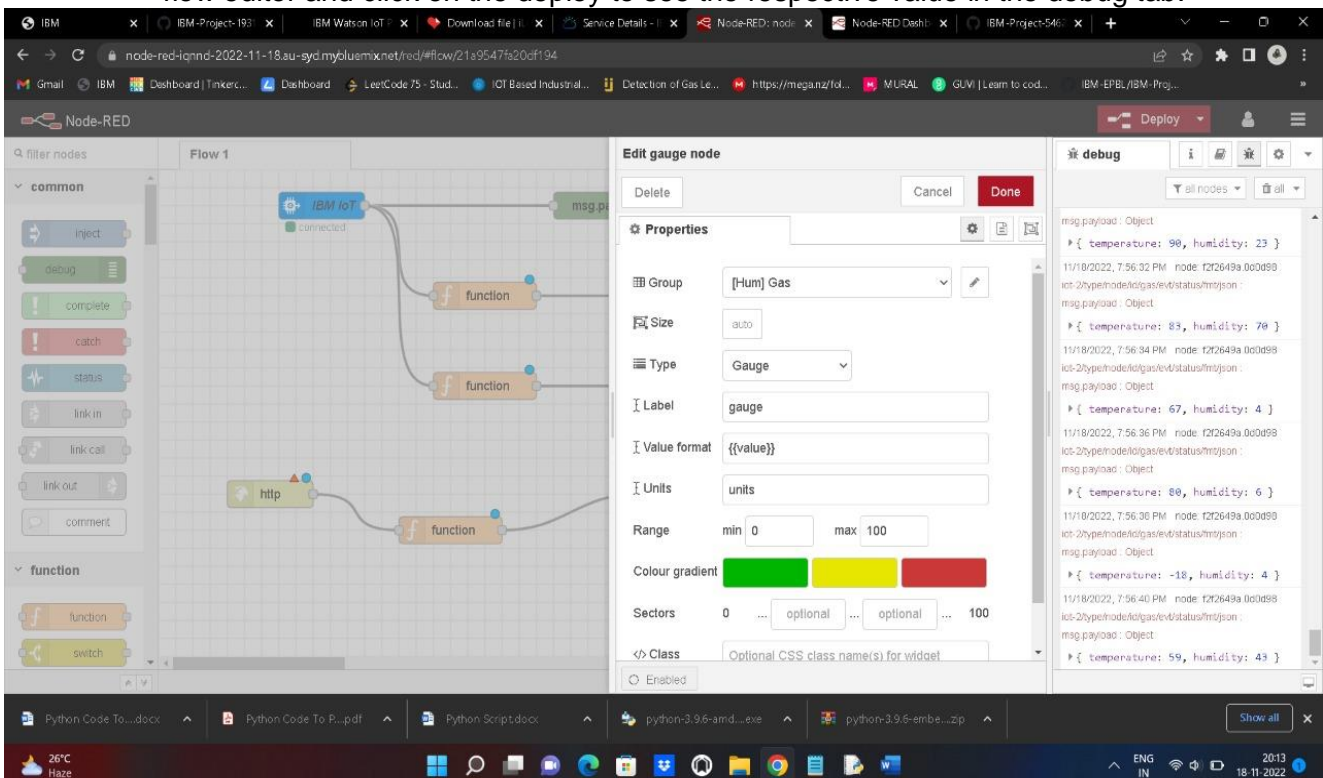 flow editor and click on the deploy to see the respective value in the debug tab.
IBM
IBM-Project-193
IBM Watson IoT P
Download file | iL
Service Details - I
Node-RED: node
Node-RED Dashb
IBM-Project-546
node-red-iqnnd-2022-11-18.au-syd.mybluemix.net/red/#flow/21a9547fa20df194
Gmail
IBM
Dashboard | Tinkerc...
Dashboard
LeetCode 75 - Stud...
IOT Based Industrial...
Detection of Gas Le...
https://mega.nz/fol...
MURAL
GUVI | Learn to cod...
IBM-EPBL/IBM-Proj...
Node-RED
Deploy
filter nodes
Flow 1
Edit gauge node
debug
all nodes
all
common
inject
debug
complete
catch
status
link in
link call
link out
comment
function
function
switch
IBM IoT
connected
msg.pa
function
function
http
function
Delete
Cancel
Done
Properties
Group
[Hum] Gas
Size
auto
Type
Gauge
Label
gauge
Value format
{{value}}
Units
units
Range
min 0
max 100
Colour gradient
Sectors
0 ... optional ... optional ... 100
</> Class
Optional CSS class name(s) for widget
Enabled
msg.payload : Object
{ temperature: 90, humidity: 23 }
11/18/2022, 7:56:32 PM node: f2f2649a.0d0d98
iot-2/type/node/id/gas/evt/status/fmt/json :
msg.payload : Object
{ temperature: 83, humidity: 70 }
11/18/2022, 7:56:34 PM node: f2f2649a.0d0d98
iot-2/type/node/id/gas/evt/status/fmt/json :
msg.payload : Object
{ temperature: 67, humidity: 4 }
11/18/2022, 7:56:36 PM node: f2f2649a.0d0d98
iot-2/type/node/id/gas/evt/status/fmt/json :
msg.payload : Object
{ temperature: 80, humidity: 6 }
11/18/2022, 7:56:38 PM node: f2f2649a.0d0d98
iot-2/type/node/id/gas/evt/status/fmt/json :
msg.payload : Object
{ temperature: -18, humidity: 4 }
11/18/2022, 7:56:40 PM node: f2f2649a.0d0d98
iot-2/type/node/id/gas/evt/status/fmt/json :
msg.payload : Object
{ temperature: 59, humidity: 43 }
Python Code To....docx
Python Code To P....pdf
Python Script.docx
python-3.9.6-amd....exe
python-3.9.6-embe...zip
Show all
26°C
Haze
ENG
IN
20:13
18-11-2022